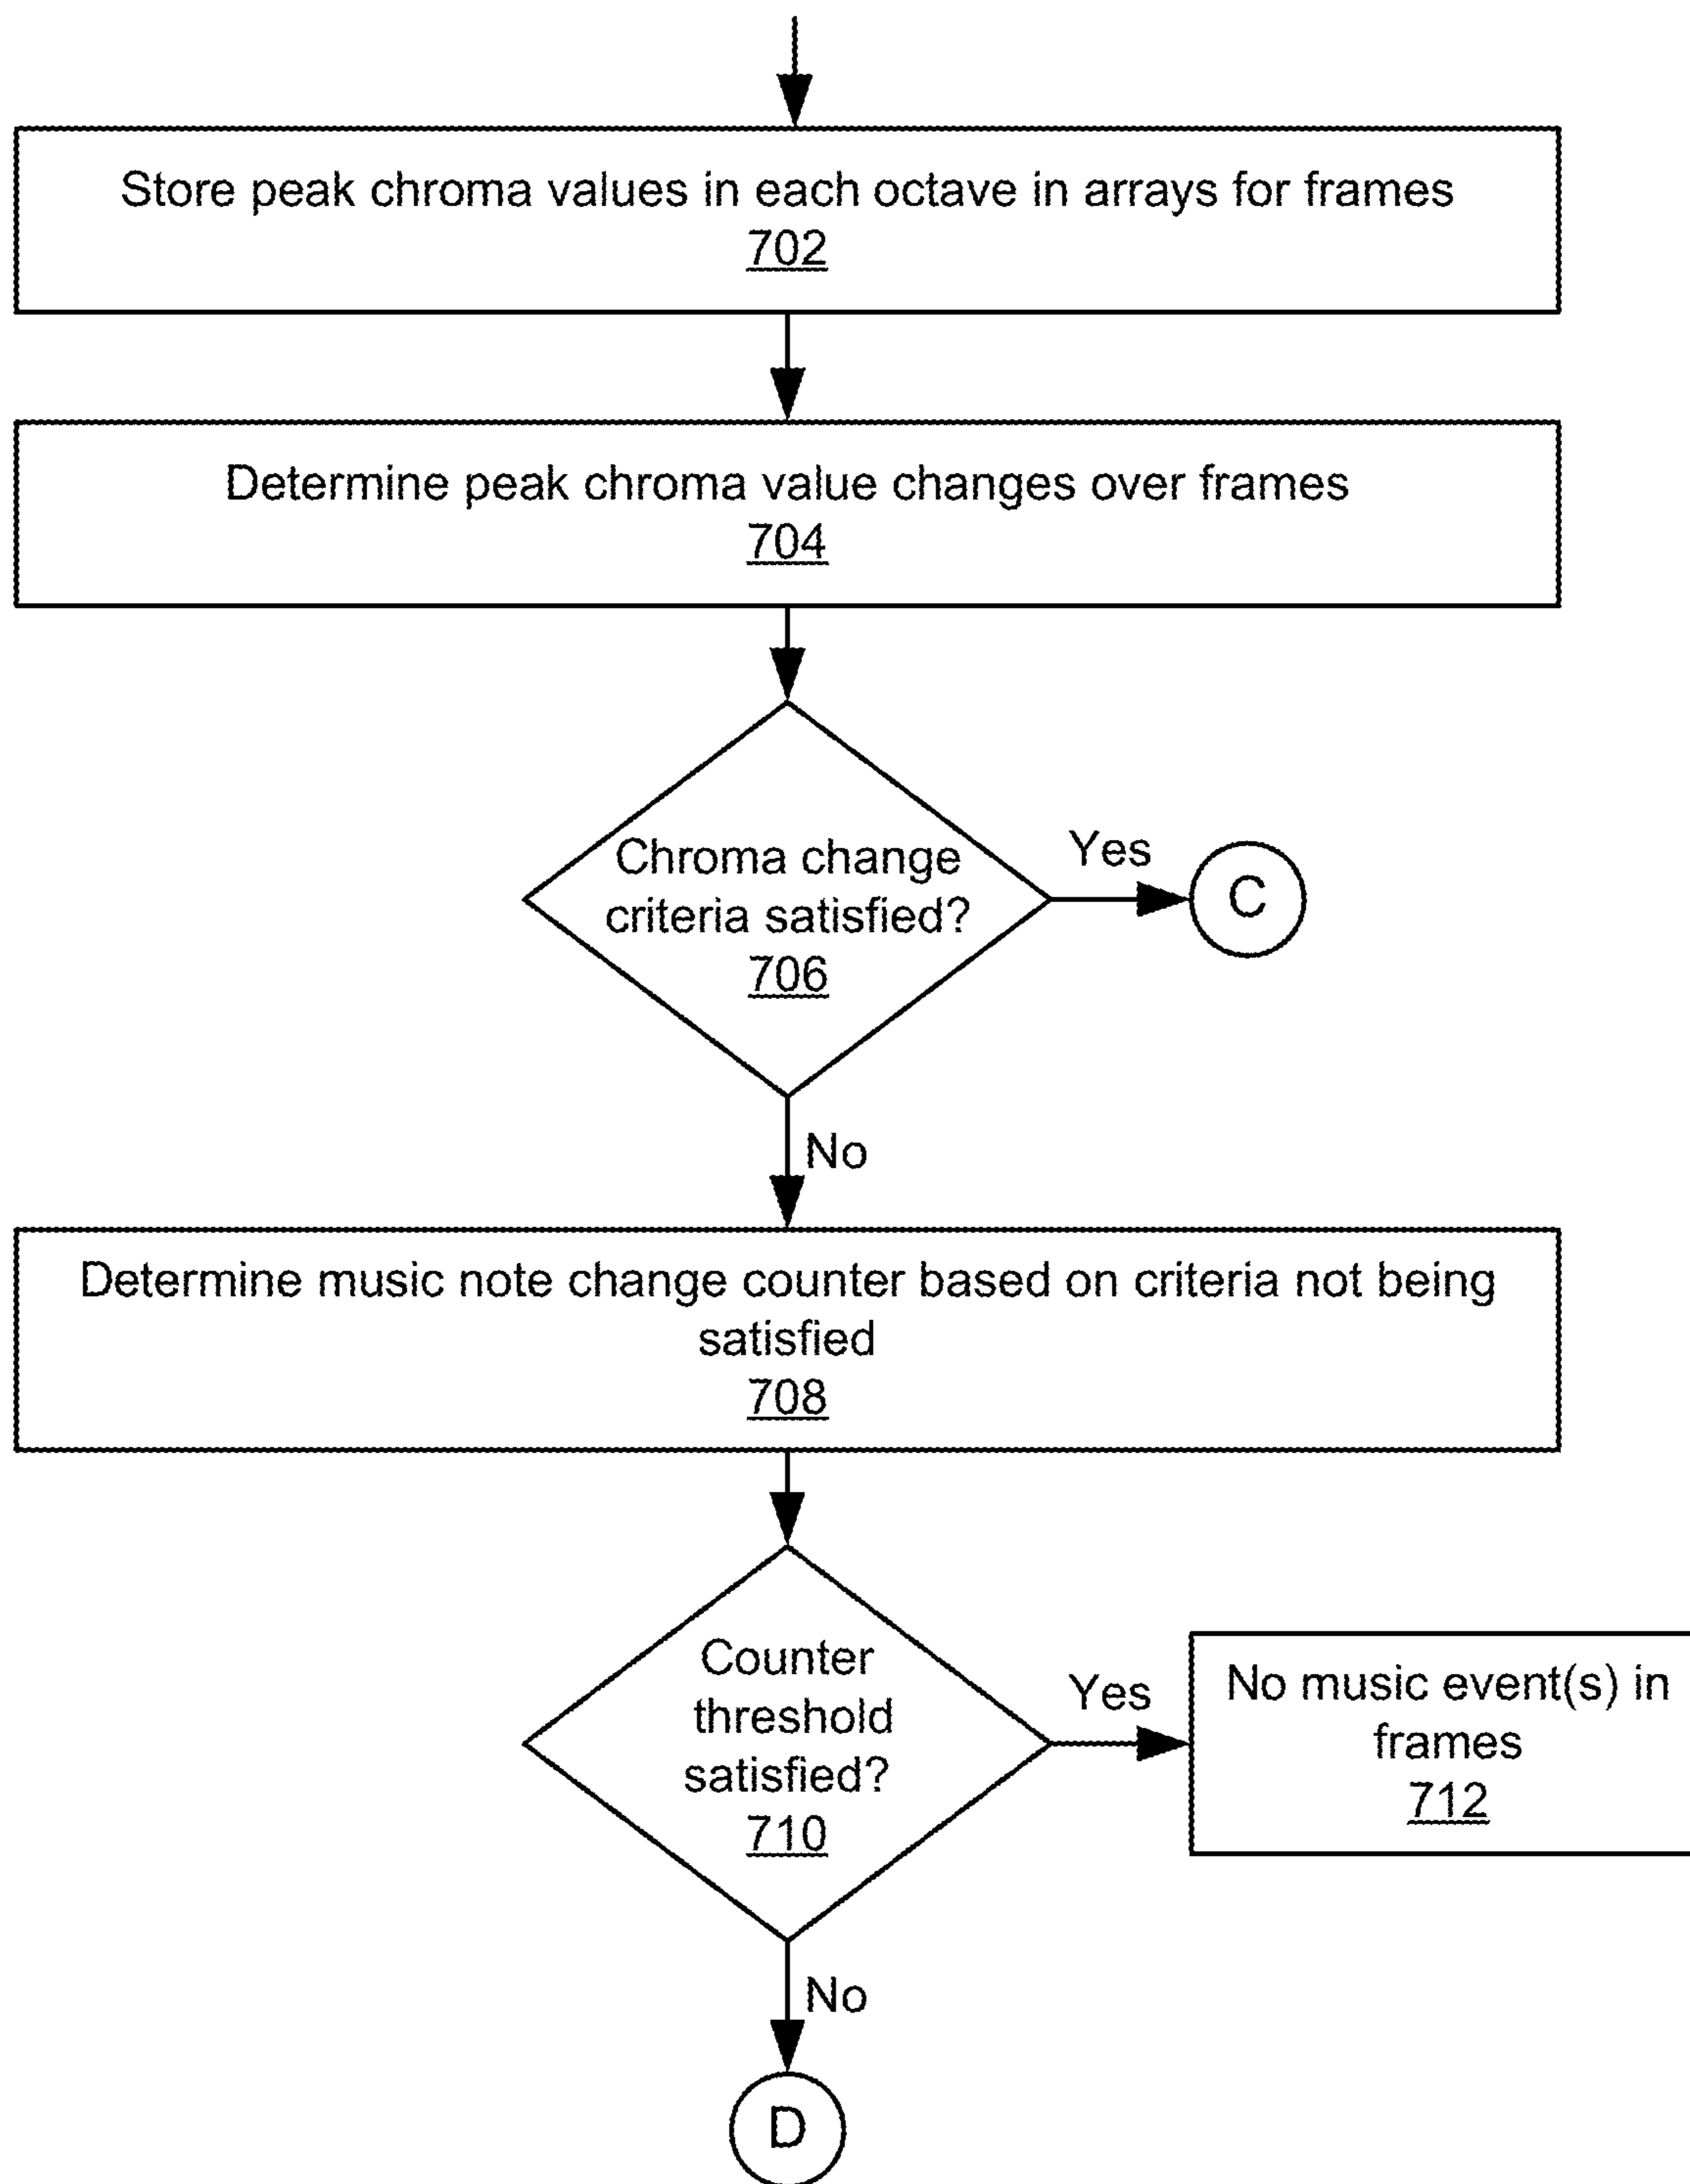 Store peak chroma values in each octave in arrays for frames
702
Determine peak chroma value changes over frames
704
Chroma change
criteria satisfied?
706
Yes
C
No
Determine music note change counter based on criteria not being
satisfied
708
Counter
threshold
satisfied?
710
Yes
No music event(s) in
frames
712
No
D